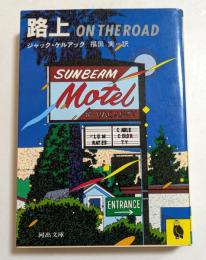 路上 ON THE ROAD
ジャック・ケルアック 福田 実=訳
SUNBEAM
Motel
CABLE
LOW COLOR
RATES TV
ENTRANCE
河出文庫